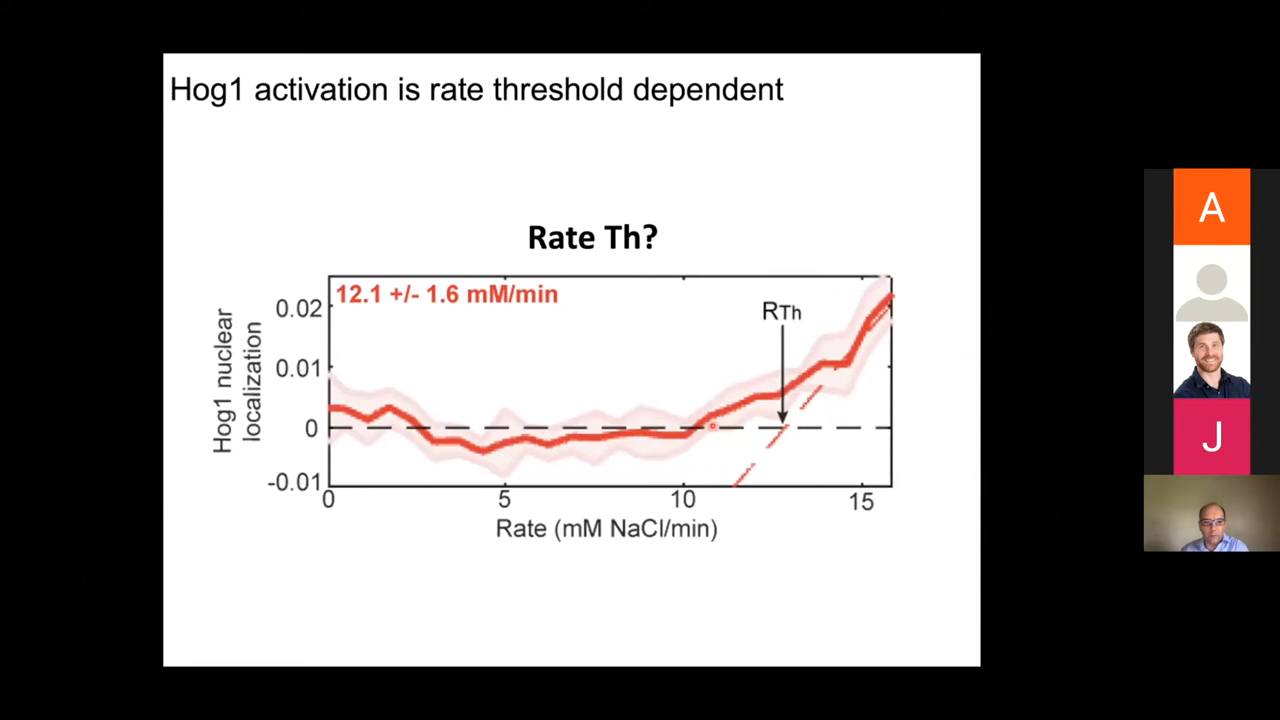 Hog1 activation is rate threshold dependent
Rate Th?
12.1 +/- 1.6 mM/min
RTh
Hog1 nuclear
localization
0.02
0.01
0
-0.01
0
5
10
15
Rate (mM NaCl/min)
A
J